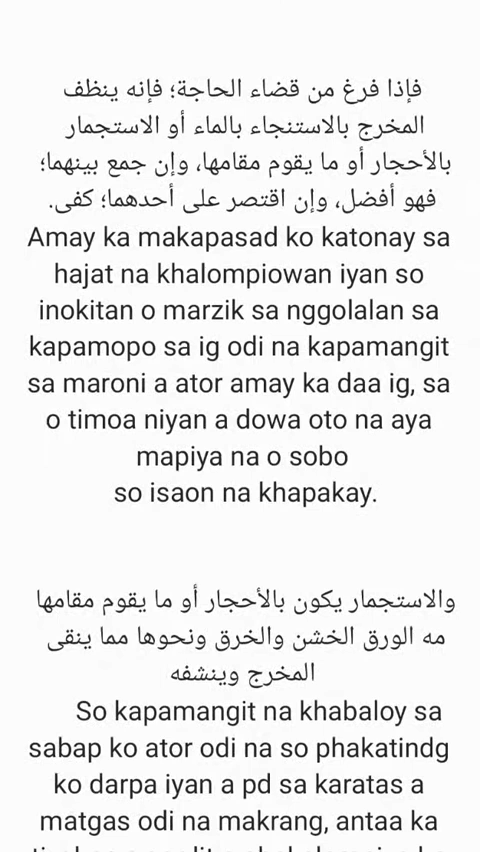 فإذا فرغ من قضاء الحاجة؛ فإنه ينظف
المخرج بالاستنجاء بالماء أو الاستجمار
بالأحجار أو ما يقوم مقامها، وإن جمع بينهما؛
فهو أفضل، وإن اقتصر على أحدهما؛ كفى.
Amay ka makapasad ko katonay sa
hajat na khalompiowan iyan so
inokitan o marzik sa nggolalan sa
kapamopo sa ig odi na kapamangit
sa maroni a ator amay ka daa ig, sa
o timoa niyan a dowa oto na aya
mapiya na o sobo
so isaon na khapakay.
والاستجمار يكون بالأحجار أو ما يقوم مقامها
مه الورق الخشن والخرق ونحوها مما ينقى
المخرج وينشفه
So kapamangit na khabaloy sa
sabap ko ator odi na so phakatindg
ko darpa iyan a pd sa karatas a
matgas odi na makrang, antaa ka